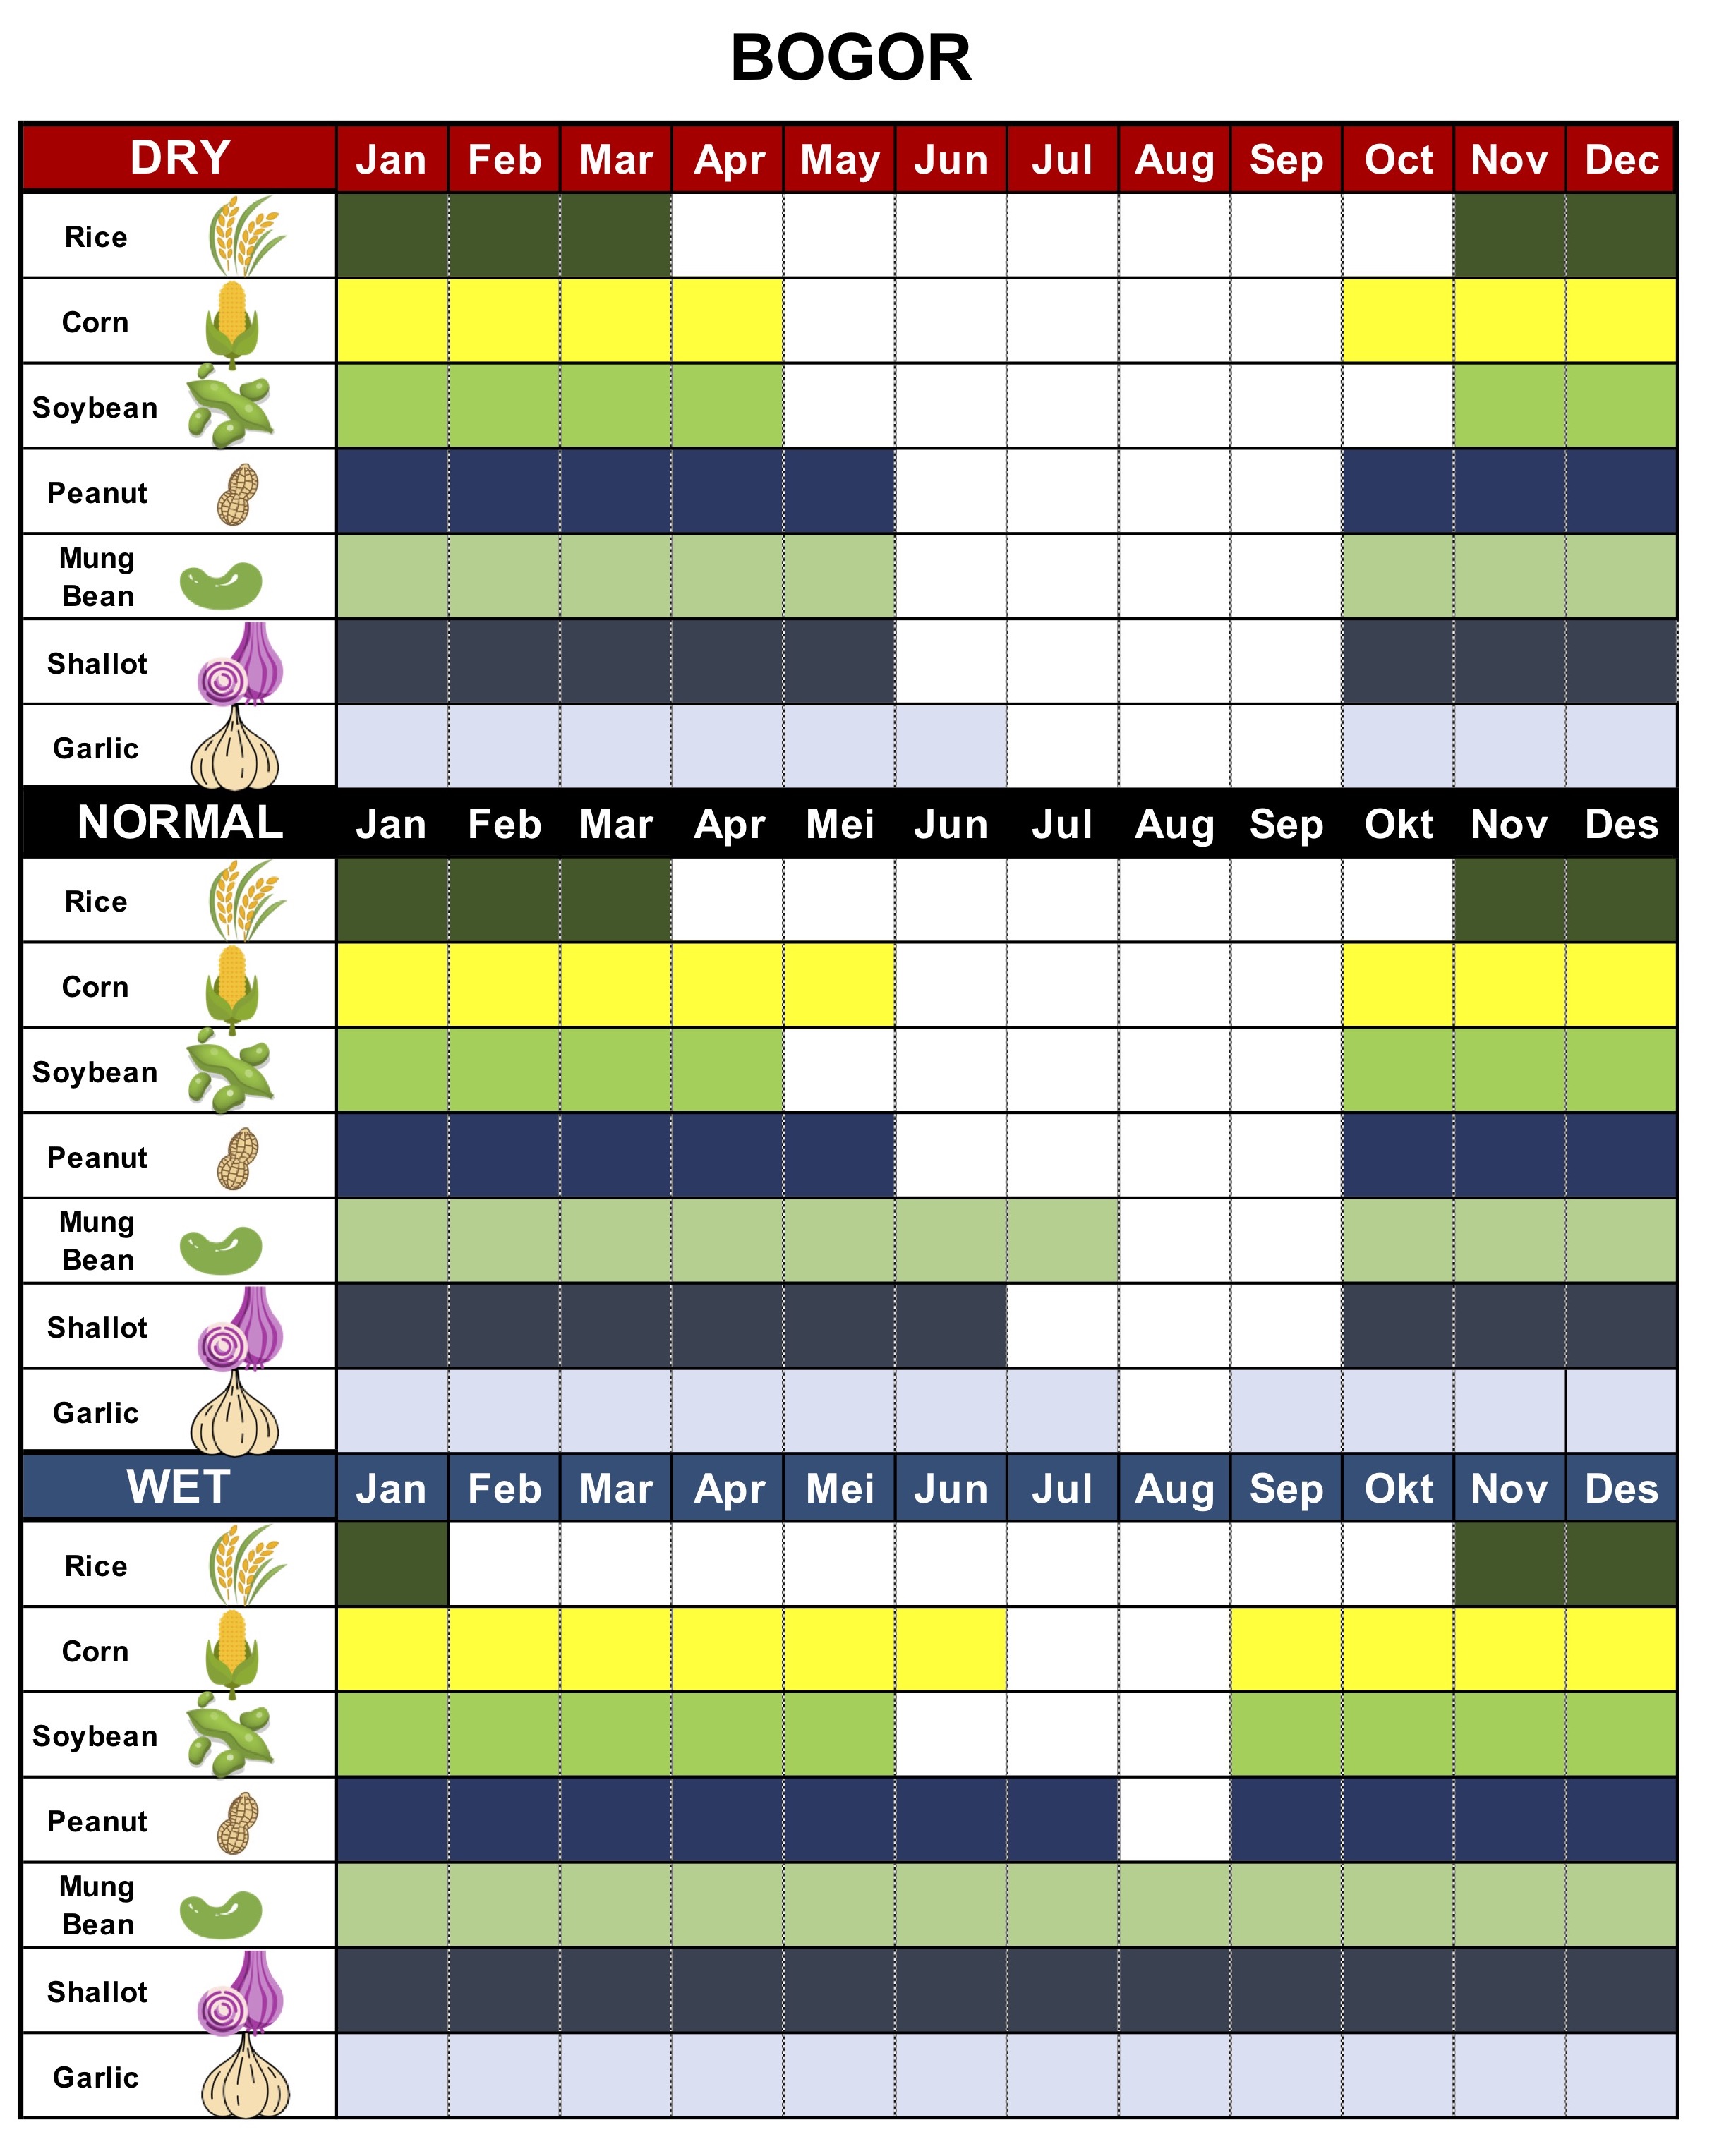 BOGOR
DRY Jan Feb Mar Apr May Jun Jul Aug Sep Oct Nov Dec
Rice
Corn
Soybean
Peanut
Mung
Bean
Shallot
Garlic
NORMAL Jan Feb Mar Apr Mei Jun Jul Aug Sep Okt Nov Des
Rice
Corn
Soybean
Peanut
Mung
Bean
Shallot
Garlic
WET Jan Feb Mar Apr Mei Jun Jul Aug Sep Okt Nov Des
Rice
Corn
Soybean
Peanut
Mung
Bean
Shallot
Garlic